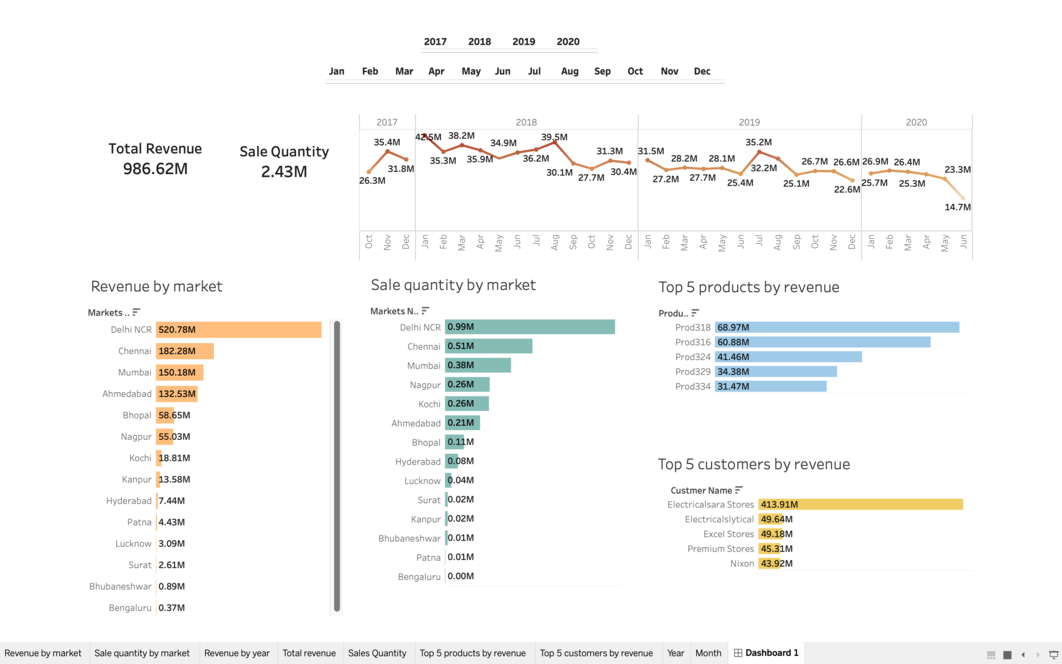 2017 2018 2019 2020
Jan Feb Mar Apr May Jun Jul Aug Sep Oct Nov Dec
Total Revenue
986.62M
Sale Quantity
2.43M
2017 2018 2019 2020
26.3M 35.4M 31.8M 42.5M 35.3M 38.2M 35.9M 34.9M 36.2M 39.5M 30.1M 27.7M 31.3M 30.4M 31.5M 27.2M 28.2M 27.7M 28.1M 25.4M 35.2M 32.2M 25.1M 26.7M 26.6M 22.6M 25.7M 26.9M 26.4M 25.3M 23.3M 14.7M
Oct Nov Dec Jan Feb Mar Apr May Jun Jul Aug Sep Oct Nov Dec Jan Feb Mar Apr May Jun Jul Aug Sep Oct Nov Dec Jan Feb Mar Apr May Jun
Revenue by market
Markets ..
Delhi NCR 520.78M
Chennai 182.28M
Mumbai 150.18M
Ahmedabad 132.53M
Bhopal 58.65M
Nagpur 55.03M
Kochi 18.81M
Kanpur 13.58M
Hyderabad 7.44M
Patna 4.43M
Lucknow 3.09M
Surat 2.61M
Bhubaneshwar 0.89M
Bengaluru 0.37M
Sale quantity by market
Markets N..
Delhi NCR 0.99M
Chennai 0.51M
Mumbai 0.38M
Nagpur 0.26M
Kochi 0.26M
Ahmedabad 0.21M
Bhopal 0.11M
Hyderabad 0.08M
Lucknow 0.04M
Surat 0.02M
Kanpur 0.02M
Bhubaneshwar 0.01M
Patna 0.01M
Bengaluru 0.00M
Top 5 products by revenue
Produ..
Prod318 68.97M
Prod316 60.88M
Prod324 41.46M
Prod329 34.38M
Prod334 31.47M
Top 5 customers by revenue
Custmer Name
Electricalsara Stores 413.91M
Electricalslytical 49.64M
Excel Stores 49.18M
Premium Stores 45.31M
Nixon 43.92M
Revenue by market Sale quantity by market Revenue by year Total revenue Sales Quantity Top 5 products by revenue Top 5 customers by revenue Year Month Dashboard 1